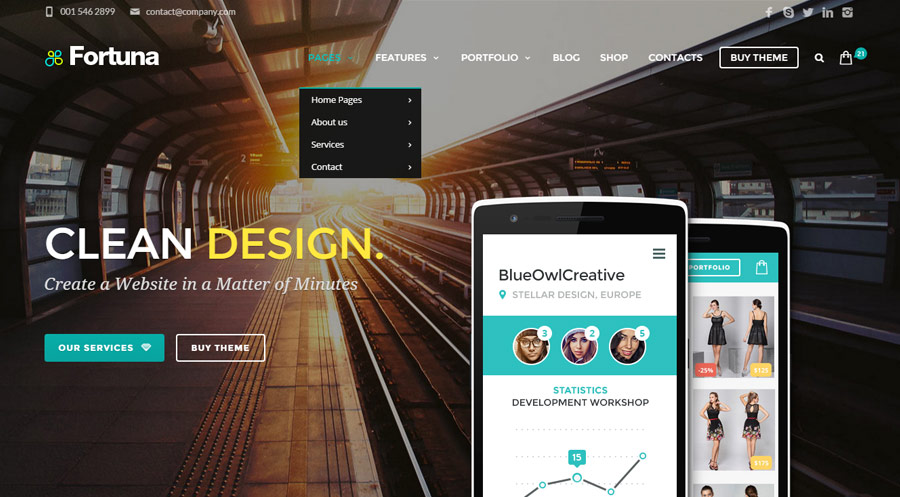 001 546 2899 contact@company.com
Fortuna
PAGES FEATURES PORTFOLIO BLOG SHOP CONTACTS BUY THEME 21
Home Pages
About us
Services
Contact
2
CLEAN DESIGN.
Create a Website in a Matter of Minutes
OUR SERVICES BUY THEME
BlueOwlCreative
STELLAR DESIGN, EUROPE
3 2 5
STATISTICS
DEVELOPMENT WORKSHOP
15
PORTFOLIO
-25% $125
$175